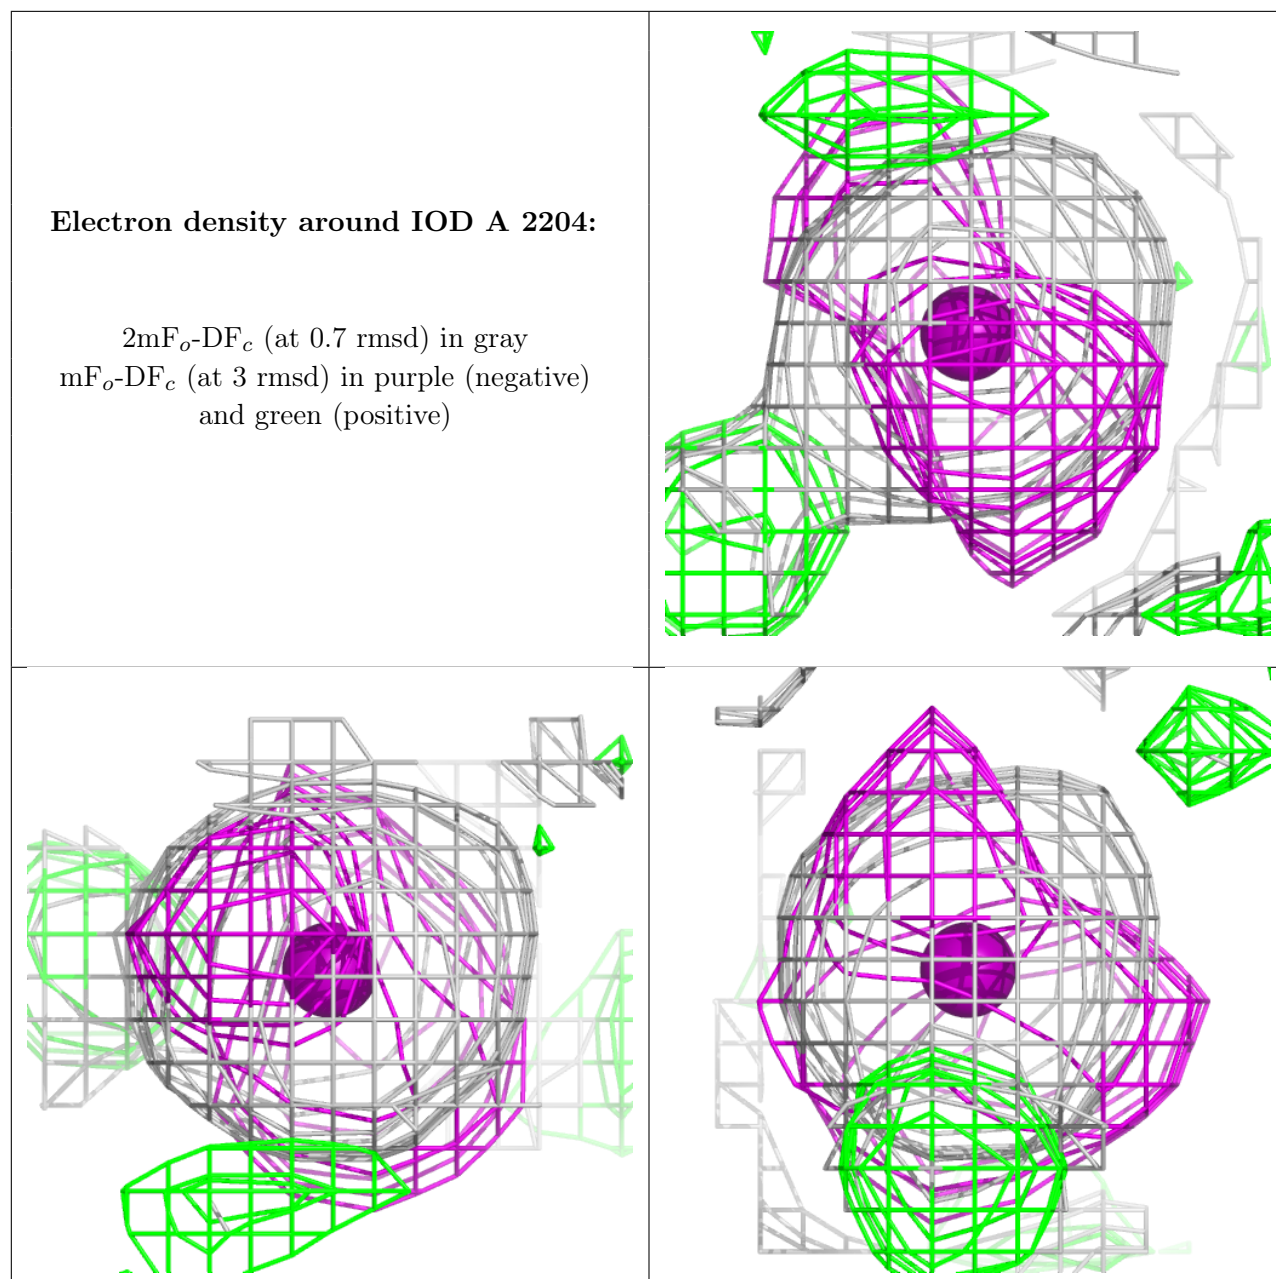 Electron density around IOD A 2204:
2mFₒ-DF𝒸 (at 0.7 rmsd) in gray
mFₒ-DF𝒸 (at 3 rmsd) in purple (negative)
and green (positive)